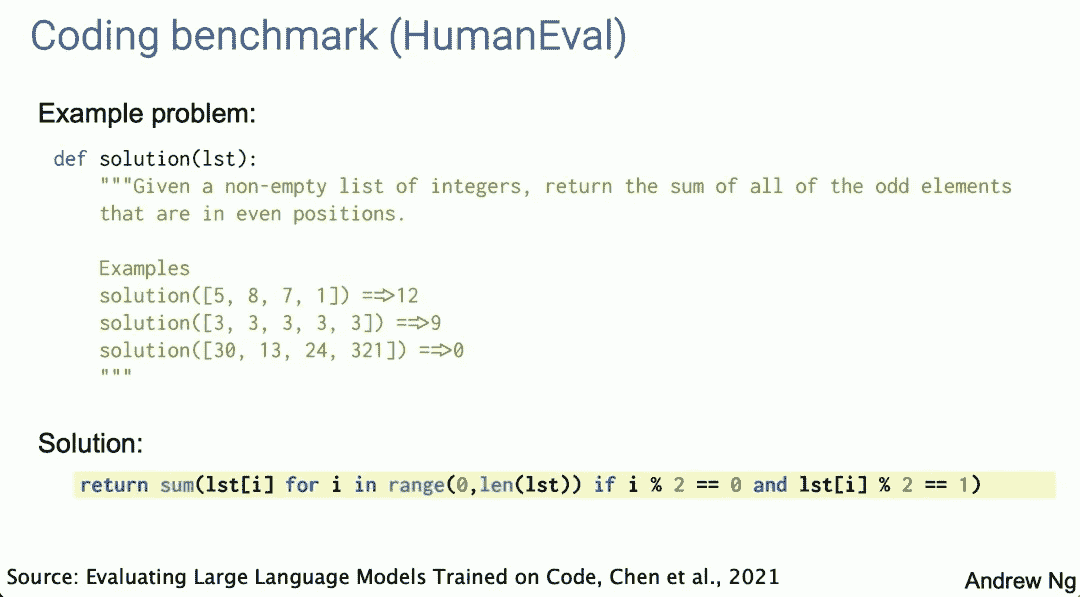 Coding benchmark (HumanEval)
Example problem:
def solution(lst):
"""Given a non-empty list of integers, return the sum of all of the odd elements
that are in even positions.
Examples
solution([5, 8, 7, 1]) ==>12
solution([3, 3, 3, 3, 3]) ==>9
solution([30, 13, 24, 321]) ==>0
"""
Solution:
return sum(lst[i] for i in range(0,len(lst)) if i % 2 == 0 and lst[i] % 2 == 1)
Source: Evaluating Large Language Models Trained on Code, Chen et al., 2021
Andrew Ng